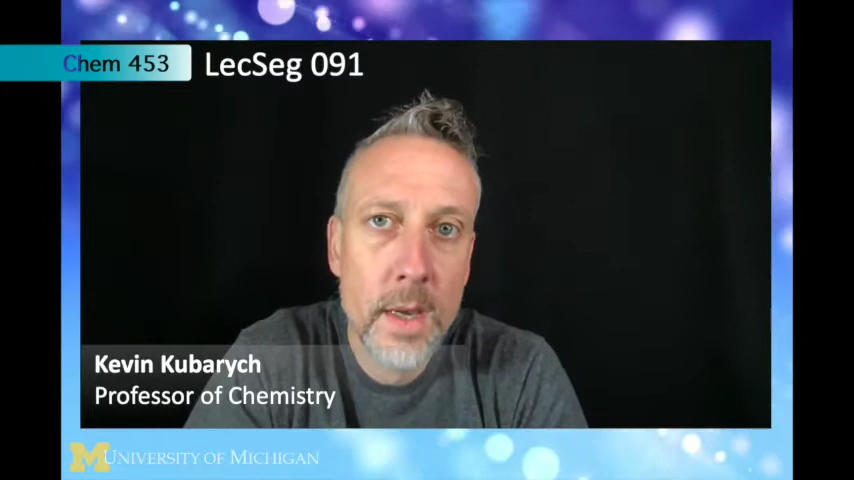 Chem 453
LecSeg 091
Kevin Kubarych
Professor of Chemistry
M UNIVERSITY OF MICHIGAN